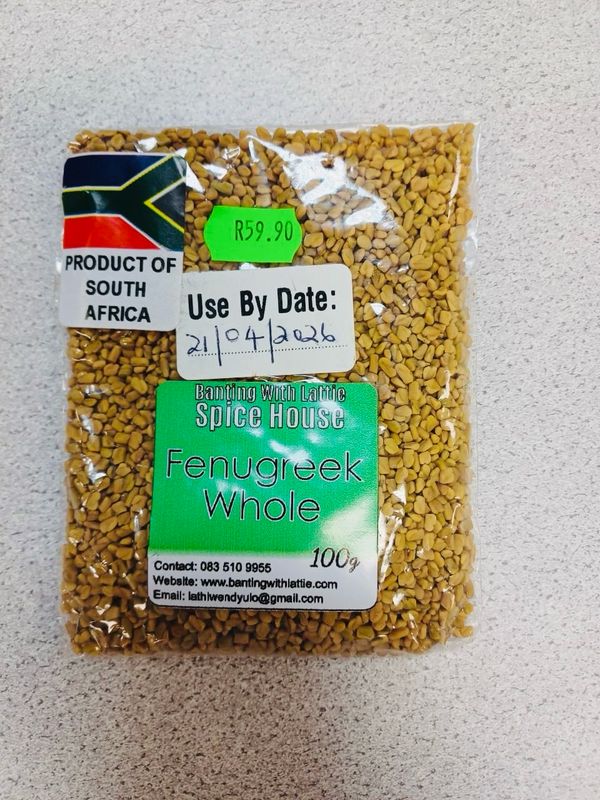 R59.90
PRODUCT OF
SOUTH
AFRICA
Use By Date:
21/04/2026
Banting With Lattie
Spice House
Fenugreek
Whole
100g
Contact: 083 510 9955
Website: www.bantingwithlattie.com
Email: lathiwendyulo@gmail.com